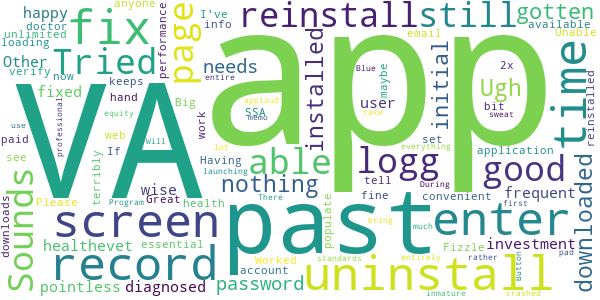 anyone
happy
doctor
unlimited
loading
Other
fix
page
performance
I've
info
reinstall
still
gotten
available
customize
email
Unable
Tried
verify
now
keeps
fixed
hand
needs
SSA
user
maybe
installed
initial
Blue
2x
Ugh
sweat
bit
set
time
reinstalled
VA
app
use
paid
see
professional
Big
equity
web
If
work
entire
applaud
memo
take
able
logg
good
application
During
everything
first
downloaded
Sounds
terribly
wise
Having
Great
Will
health
Please
Program
lot
launching
There
nothing
tell
fine
convenient
frequent
screen
past
enter
much
downloads
healthevet
essential
Worked
populate
bring
rather
Fizzle
investment
record
pointless
diagnosed
password
account
standards
entirely
uninstall
immature
crashed
Button
pad